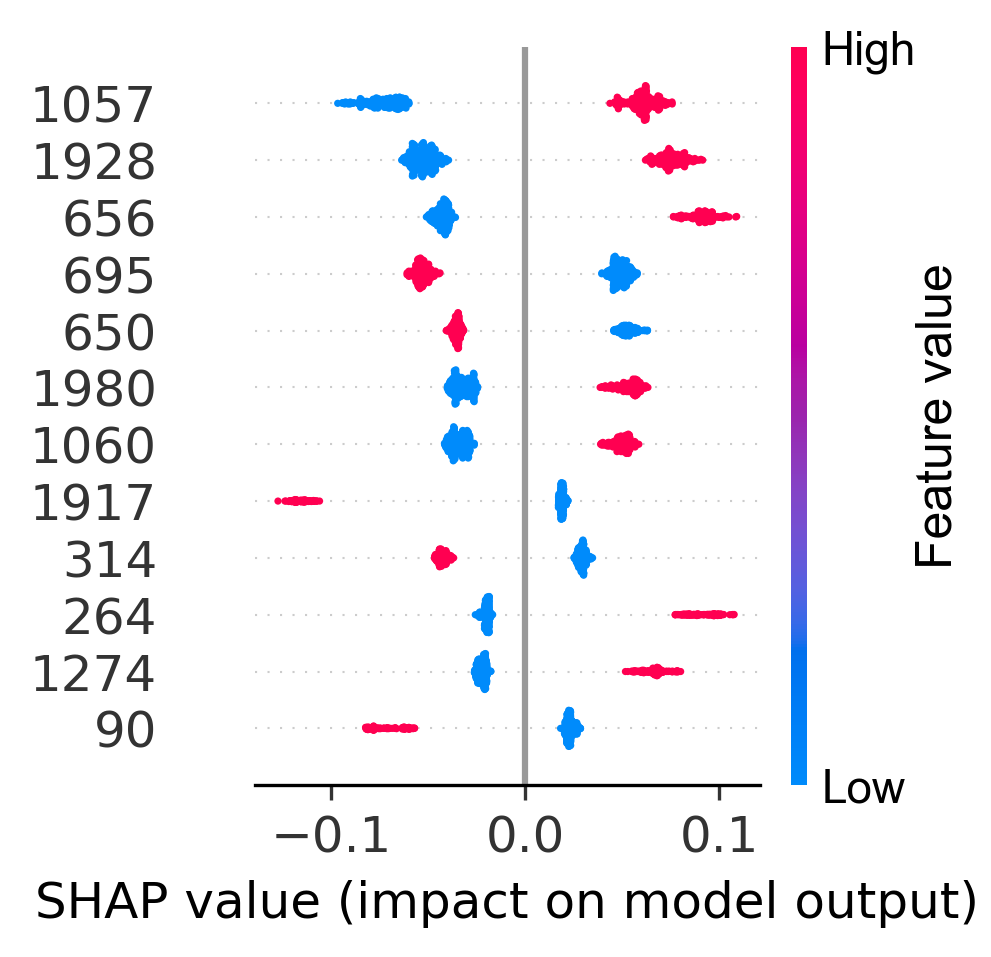 High
1057
1928
656
695
650
1980
1060
1917
314
264
1274
90
Feature value
Low
−0.1 0.0 0.1
SHAP value (impact on model output)